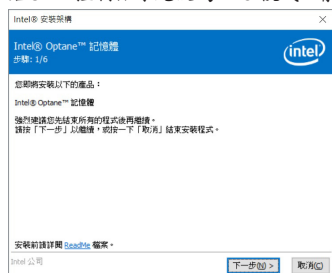 Intel® 安裝架構
Intel® Optane™ 記憶體
步驟: 1/6
intel
您即將安裝以下的產品：
Intel® Optane™ 記憶體
強烈建議您先結束所有的程式後再繼續。
請按「下一步」以繼續，或按一下「取消」結束安裝程式。
安裝前請詳閱 ReadMe 檔案。
Intel 公司
下一步(N) >
取消(C)